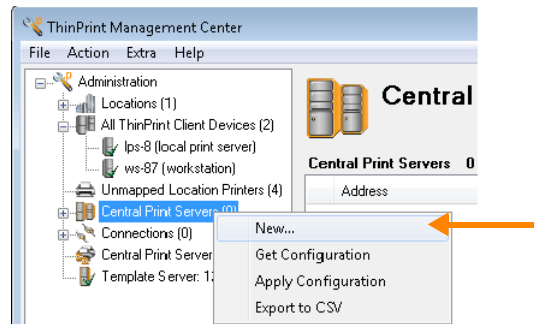 ThinPrint Management Center
File Action Extra Help
Administration
Locations (1)
All ThinPrint Client Devices (2)
lps-8 (local print server)
ws-87 (workstation)
Unmapped Location Printers (4)
Central Print Servers (0)
Connections (0)
Central Print Server
Template Server: 12
Central
Central Print Servers 0
Address
New...
Get Configuration
Apply Configuration
Export to CSV